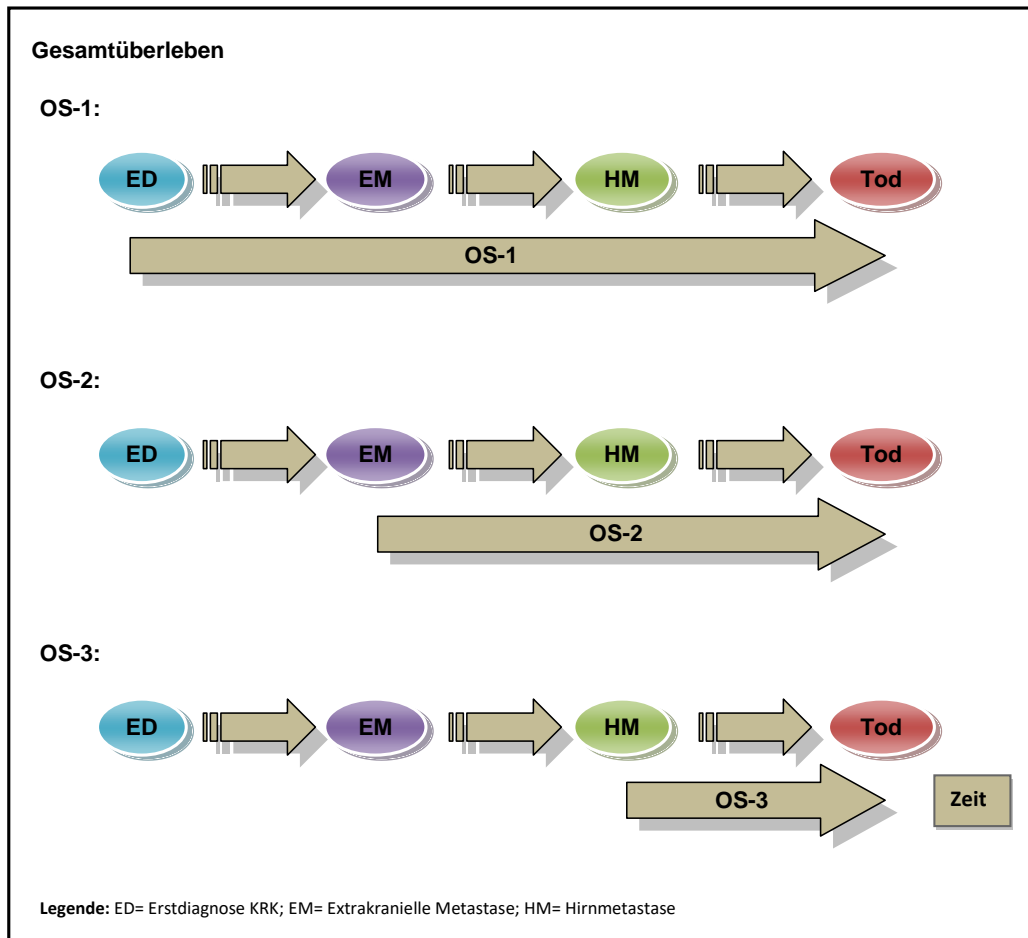 Gesamtüberleben
OS-1:
ED EM HM Tod
OS-1
OS-2:
ED EM HM Tod
OS-2
OS-3:
ED EM HM Tod
OS-3
Zeit
Legende: ED= Erstdiagnose KRK; EM= Extrakranielle Metastase; HM= Hirnmetastase